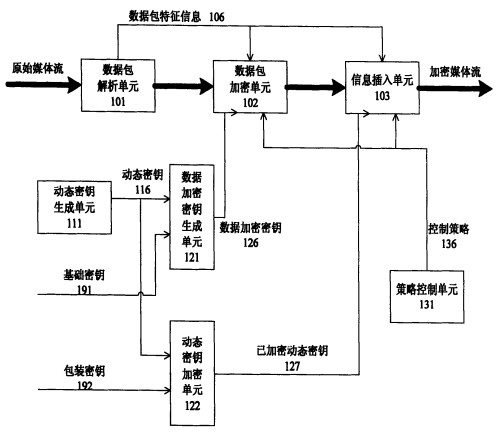 数据包特征信息 106
原始媒体流
数据包
解析单元
101
数据包
加密单元
102
信息插入单元
103
加密媒体流
动态密钥
生成单元
111
动态密钥
116
数据
加密
密钥
生成
单元
121
数据加密密钥
126
控制策略
136
基础密钥
191
策略控制单元
131
包装密钥
192
动态
密钥
加密
单元
122
已加密动态密钥
127